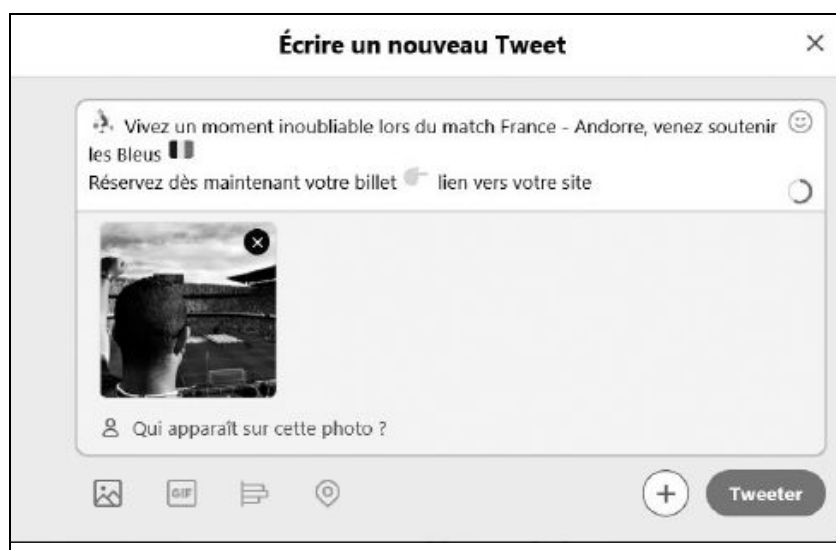 Écrire un nouveau Tweet
Vivez un moment inoubliable lors du match France - Andorre, venez soutenir
les Bleus
Réservez dès maintenant votre billet lien vers votre site
Qui apparaît sur cette photo ?
GIF
Tweeter